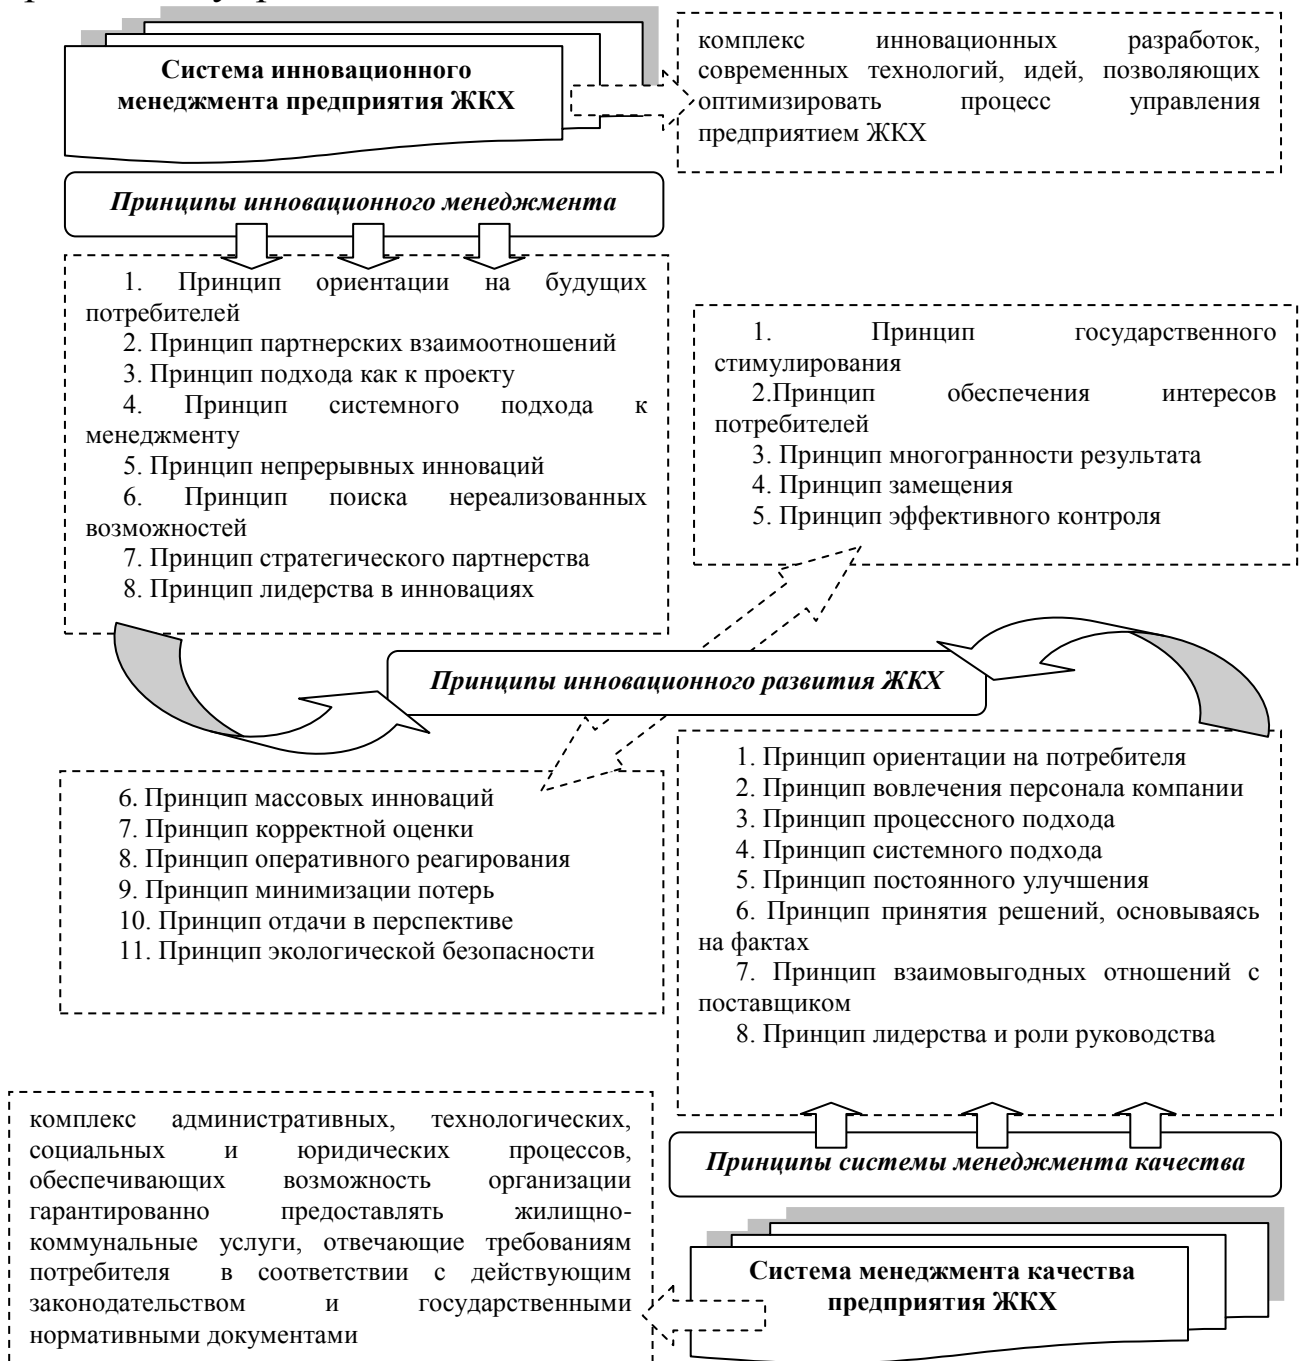 Система инновационного
менеджмента предприятия ЖКХ
комплекс инновационных разработок,
современных технологий, идей, позволяющих
оптимизировать процесс управления
предприятием ЖКХ
Принципы инновационного менеджмента
1. Принцип ориентации на будущих
потребителей
2. Принцип партнерских взаимоотношений
3. Принцип подхода как к проекту
4. Принцип системного подхода к
менеджменту
5. Принцип непрерывных инноваций
6. Принцип поиска нереализованных
возможностей
7. Принцип стратегического партнерства
8. Принцип лидерства в инновациях
1. Принцип государственного
стимулирования
2.Принцип обеспечения интересов
потребителей
3. Принцип многогранности результата
4. Принцип замещения
5. Принцип эффективного контроля
Принципы инновационного развития ЖКХ
6. Принцип массовых инноваций
7. Принцип корректной оценки
8. Принцип оперативного реагирования
9. Принцип минимизации потерь
10. Принцип отдачи в перспективе
11. Принцип экологической безопасности
1. Принцип ориентации на потребителя
2. Принцип вовлечения персонала компании
3. Принцип процессного подхода
4. Принцип системного подхода
5. Принцип постоянного улучшения
6. Принцип принятия решений, основываясь
на фактах
7. Принцип взаимовыгодных отношений с
поставщиком
8. Принцип лидерства и роли руководства
комплекс административных, технологических,
социальных и юридических процессов,
обеспечивающих возможность организации
гарантированно предоставлять жилищно-
коммунальные услуги, отвечающие требованиям
потребителя в соответствии с действующим
законодательством и государственными
нормативными документами
Принципы системы менеджмента качества
Система менеджмента качества
предприятия ЖКХ